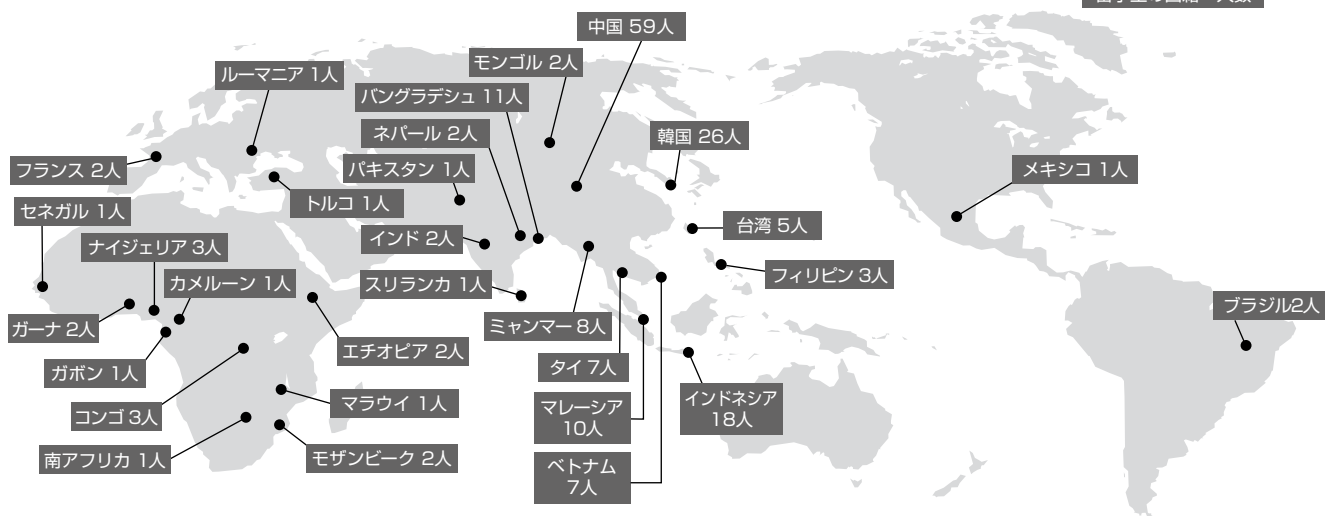 中国 59人
モンゴル 2人
ルーマニア 1人
バングラデシュ 11人
ネパール 2人
韓国 26人
フランス 2人
パキスタン 1人
メキシコ 1人
トルコ 1人
セネガル 1人
台湾 5人
ナイジェリア 3人
インド 2人
フィリピン 3人
カメルーン 1人
スリランカ 1人
ブラジル2人
ガーナ 2人
ミャンマー 8人
エチオピア 2人
ガボン 1人
タイ 7人
コンゴ 3人
マラウイ 1人
マレーシア
10人
インドネシア
18人
南アフリカ 1人
モザンビーク 2人
ベトナム
7人